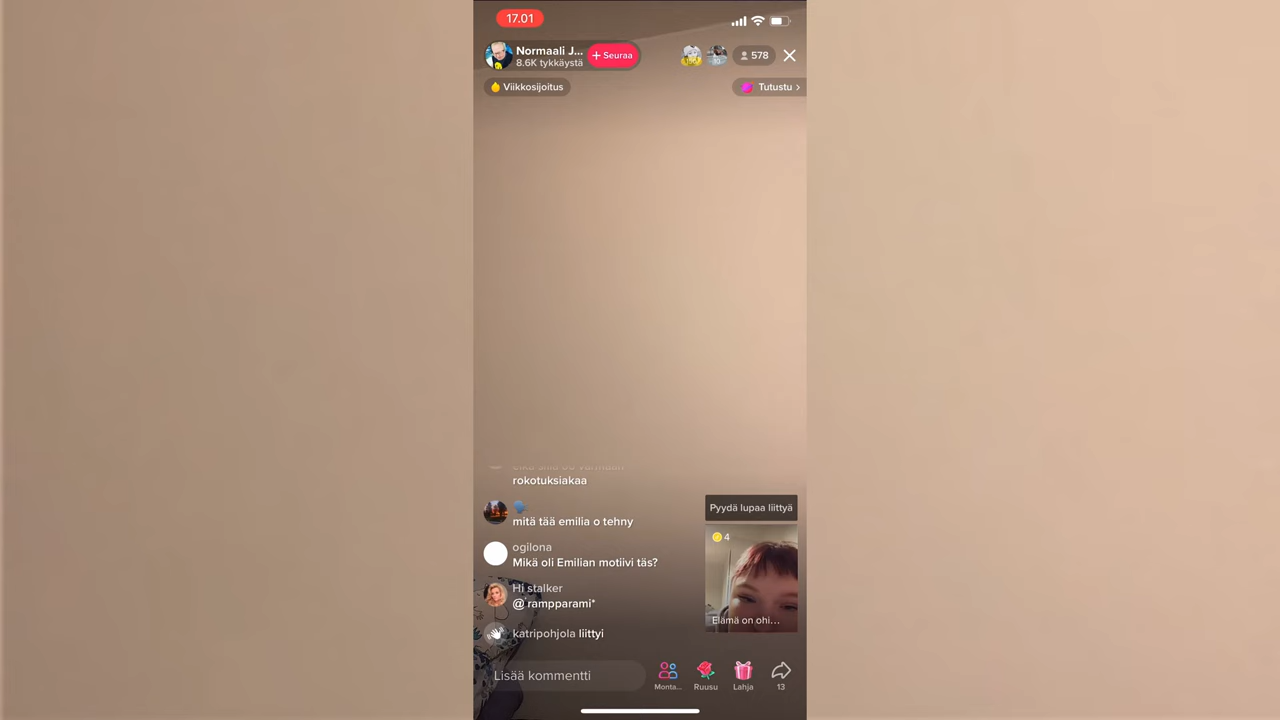 17.01
Normaali J...
8.6K tykkäystä
+ Seuraa
578
Viikkosijoitus
Tutustu >
rokotuksiakaa
mitä tää emilia o tehny
ogilona
Mikä oli Emilian motiivi täs?
Hi stalker
@ rampparami*
katripohjola liittyi
Pyydä lupaa liittyä
4
Elämä on ohi...
Lisää kommentti
Monta...
Ruusu
Lahja
13